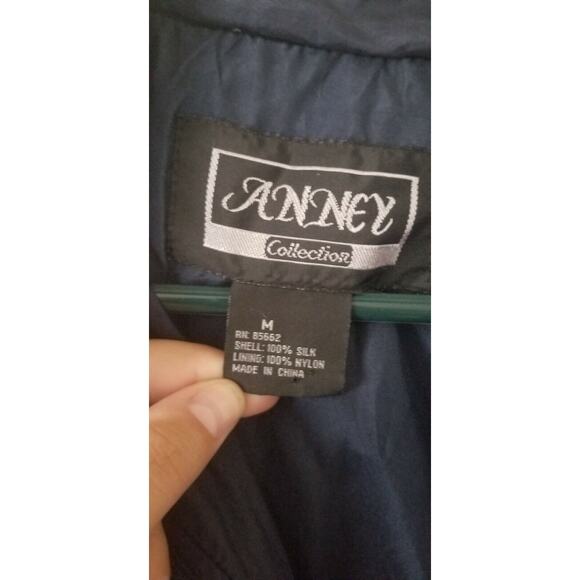 ANNEY
Collection
M
RN: 85662
SHELL: 100% SILK
LINING: 100% NYLON
MADE IN CHINA